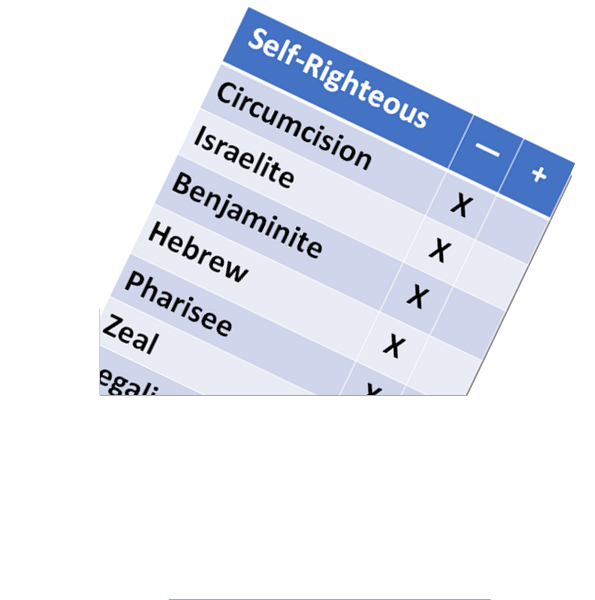 Self-Righteous — +
Circumcision X
Israelite X
Benjaminite X
Hebrew X
Pharisee X
Zeal